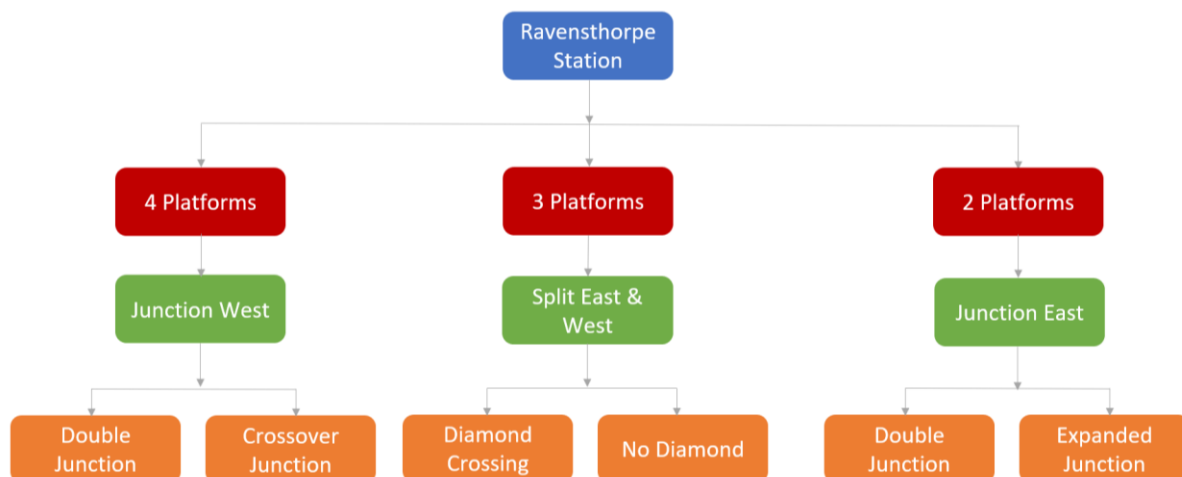 Ravensthorpe
Station
4 Platforms
3 Platforms
2 Platforms
Junction West
Split East &
West
Junction East
Double
Junction
Crossover
Junction
Diamond
Crossing
No Diamond
Double
Junction
Expanded
Junction